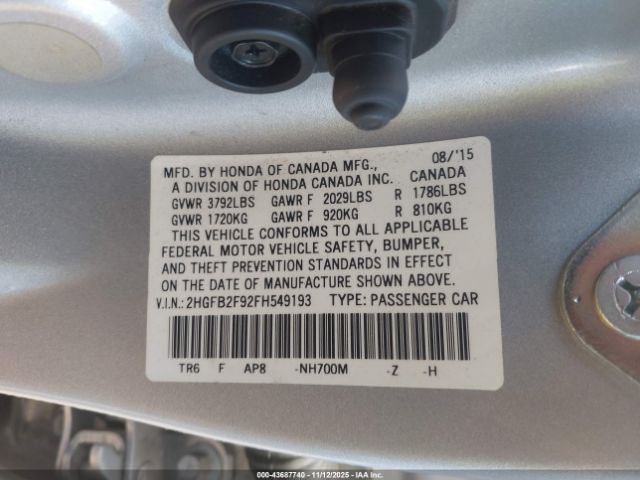 MFD. BY HONDA OF CANADA MFG., 08/'15
A DIVISION OF HONDA CANADA INC. CANADA
GVWR 3792LBS GAWR F 2029LBS R 1786LBS
GVWR 1720KG GAWR F 920KG R 810KG
THIS VEHICLE CONFORMS TO ALL APPLICABLE
FEDERAL MOTOR VEHICLE SAFETY, BUMPER,
AND THEFT PREVENTION STANDARDS IN EFFECT
ON THE DATE OF MANUFACTURE SHOWN ABOVE.
V.I.N.: 2HGFB2F92FH549193 TYPE: PASSENGER CAR
TR6 F AP8 -NH700M -Z -H
000-43687740 - 11/12/2025 - IAA Inc.